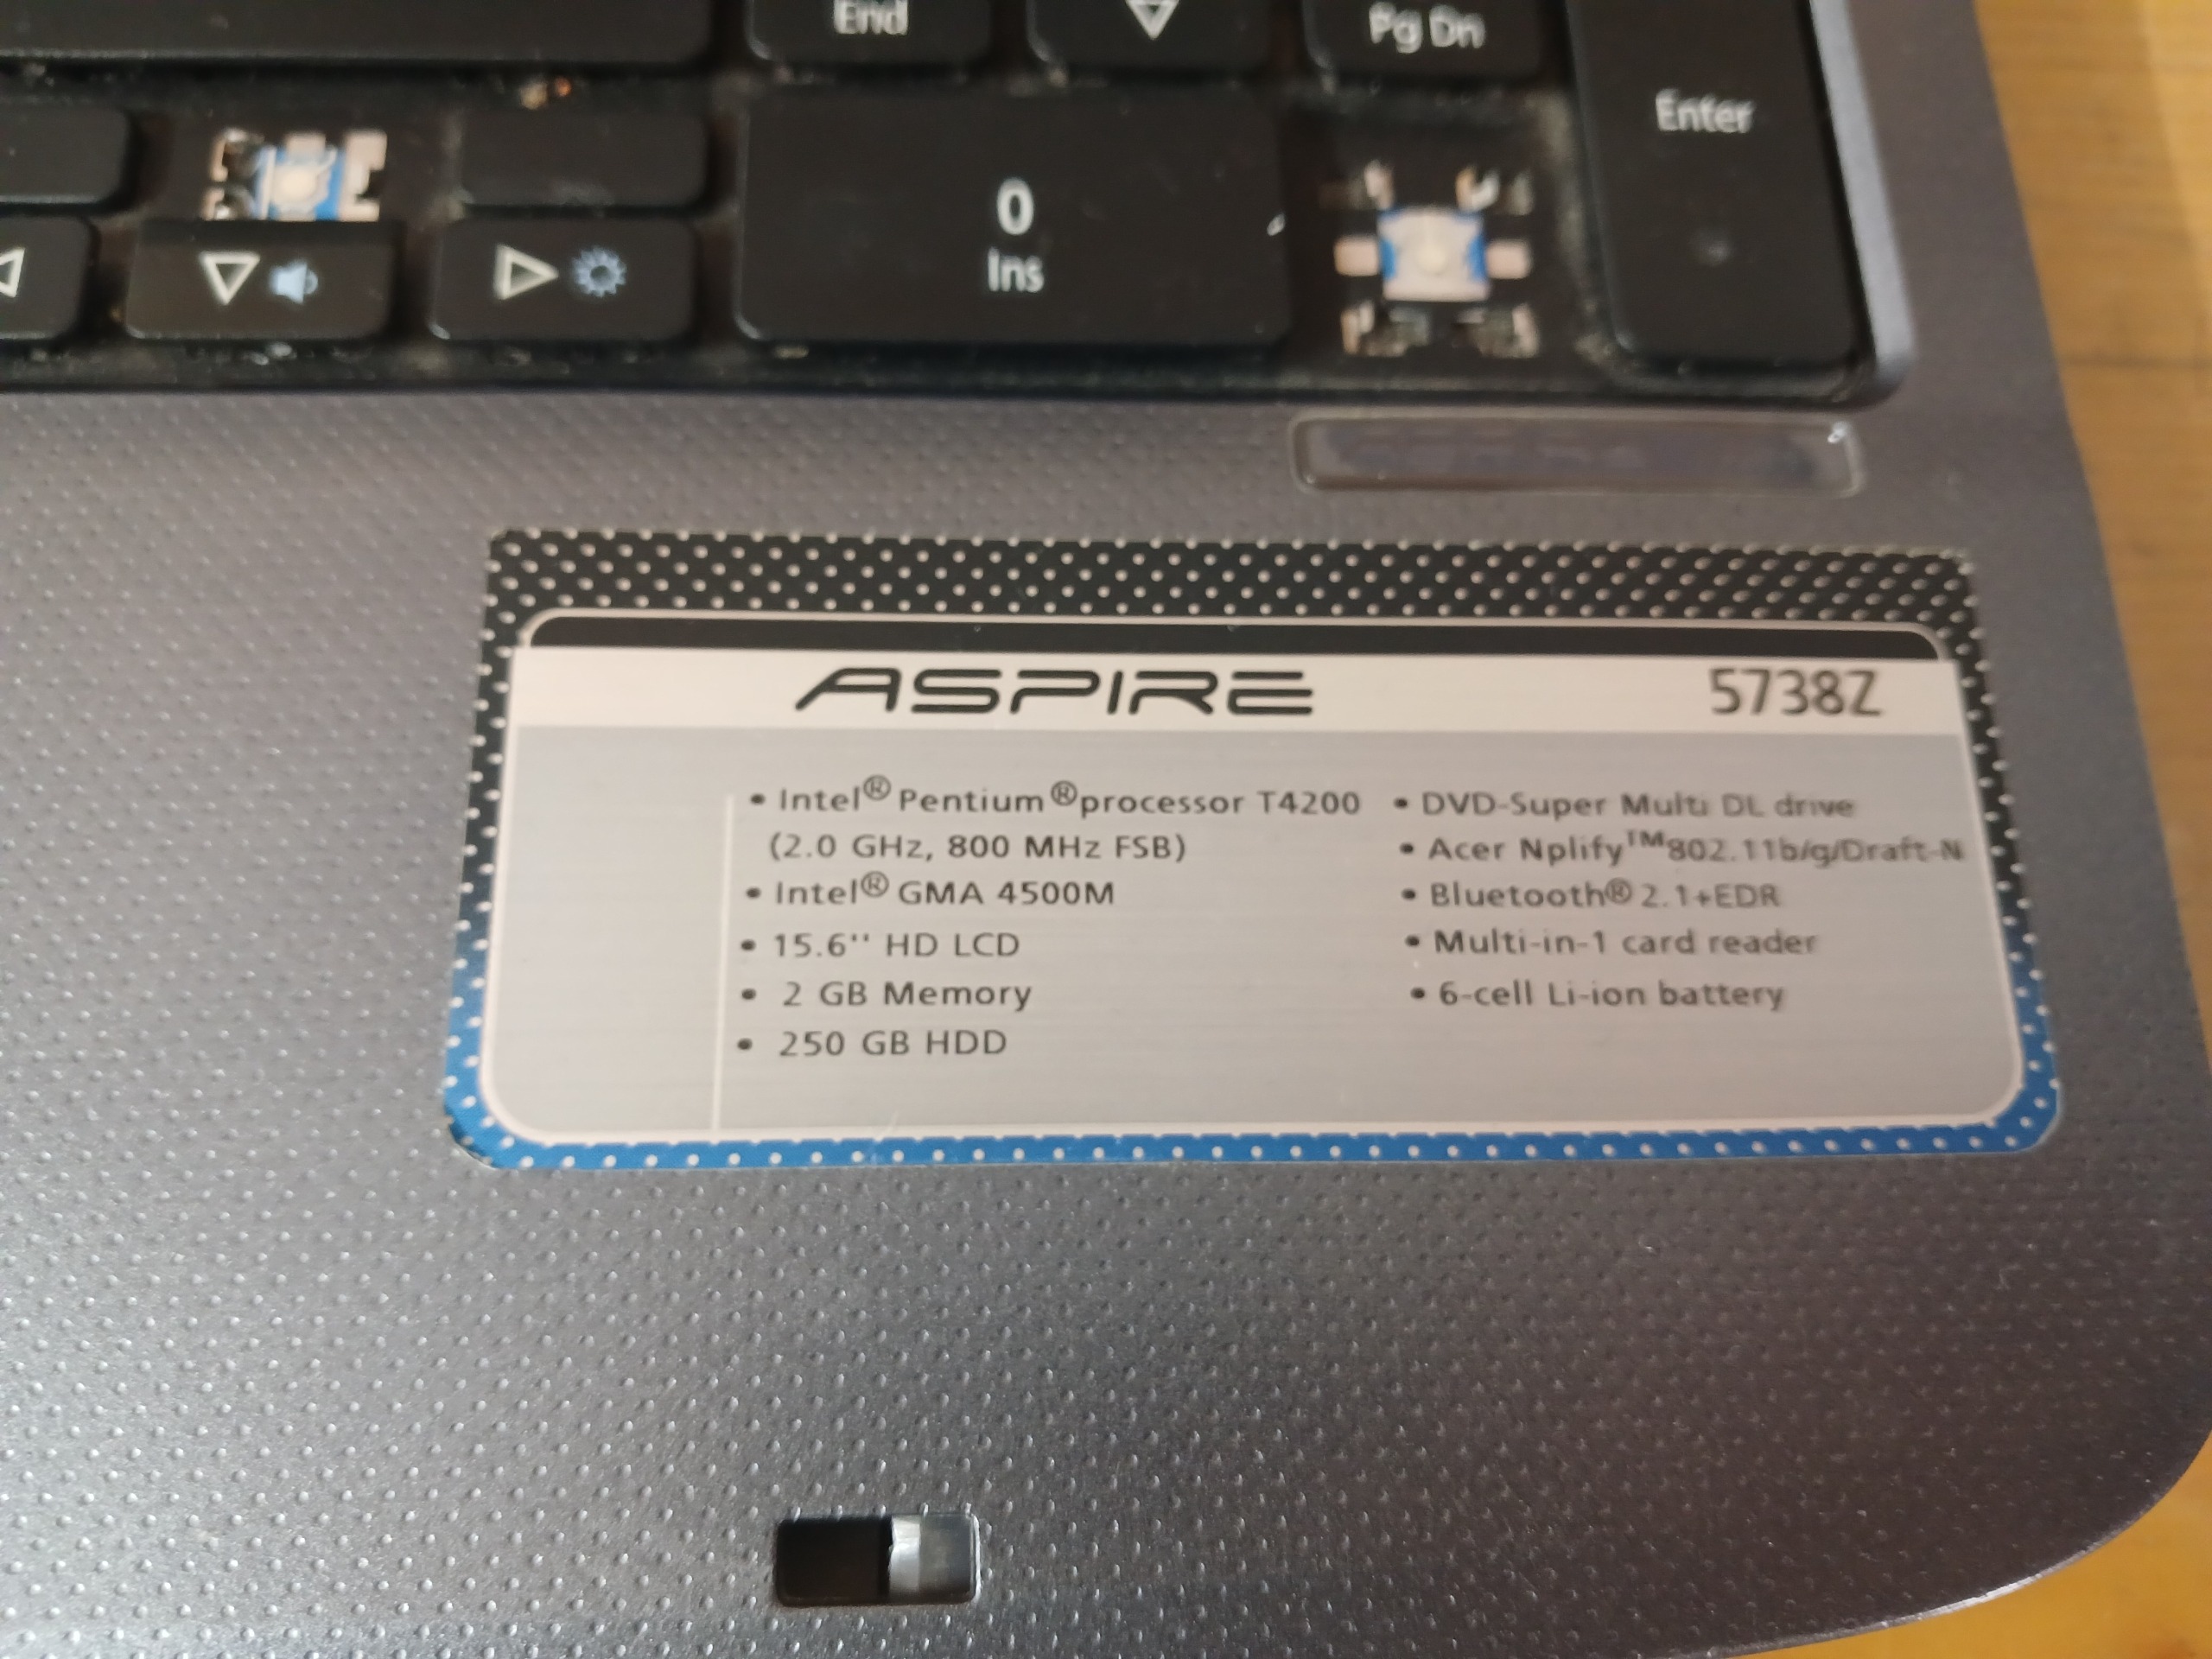 End
Pg Dn
Enter
0
Ins
ASPIRE 5738Z
• Intel® Pentium® processor T4200
(2.0 GHz, 800 MHz FSB)
• Intel® GMA 4500M
• 15.6'' HD LCD
• 2 GB Memory
• 250 GB HDD
• DVD-Super Multi DL drive
• Acer Nplify™ 802.11b/g/Draft-N
• Bluetooth® 2.1+EDR
• Multi-in-1 card reader
• 6-cell Li-ion battery